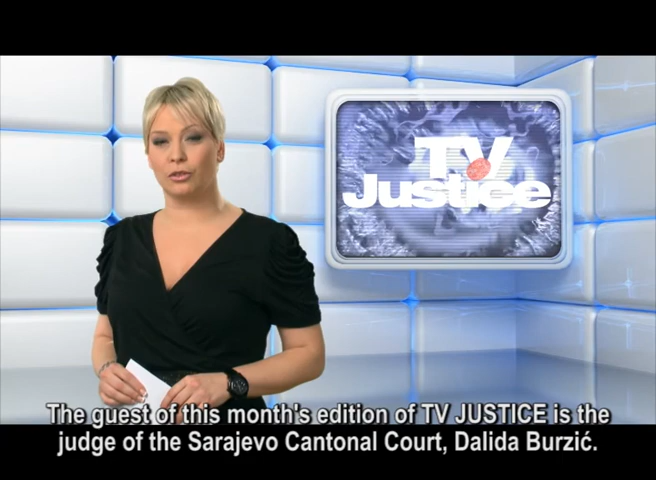 TV
Justice
The guest of this month's edition of TV JUSTICE is the
judge of the Sarajevo Cantonal Court, Dalida Burzić.